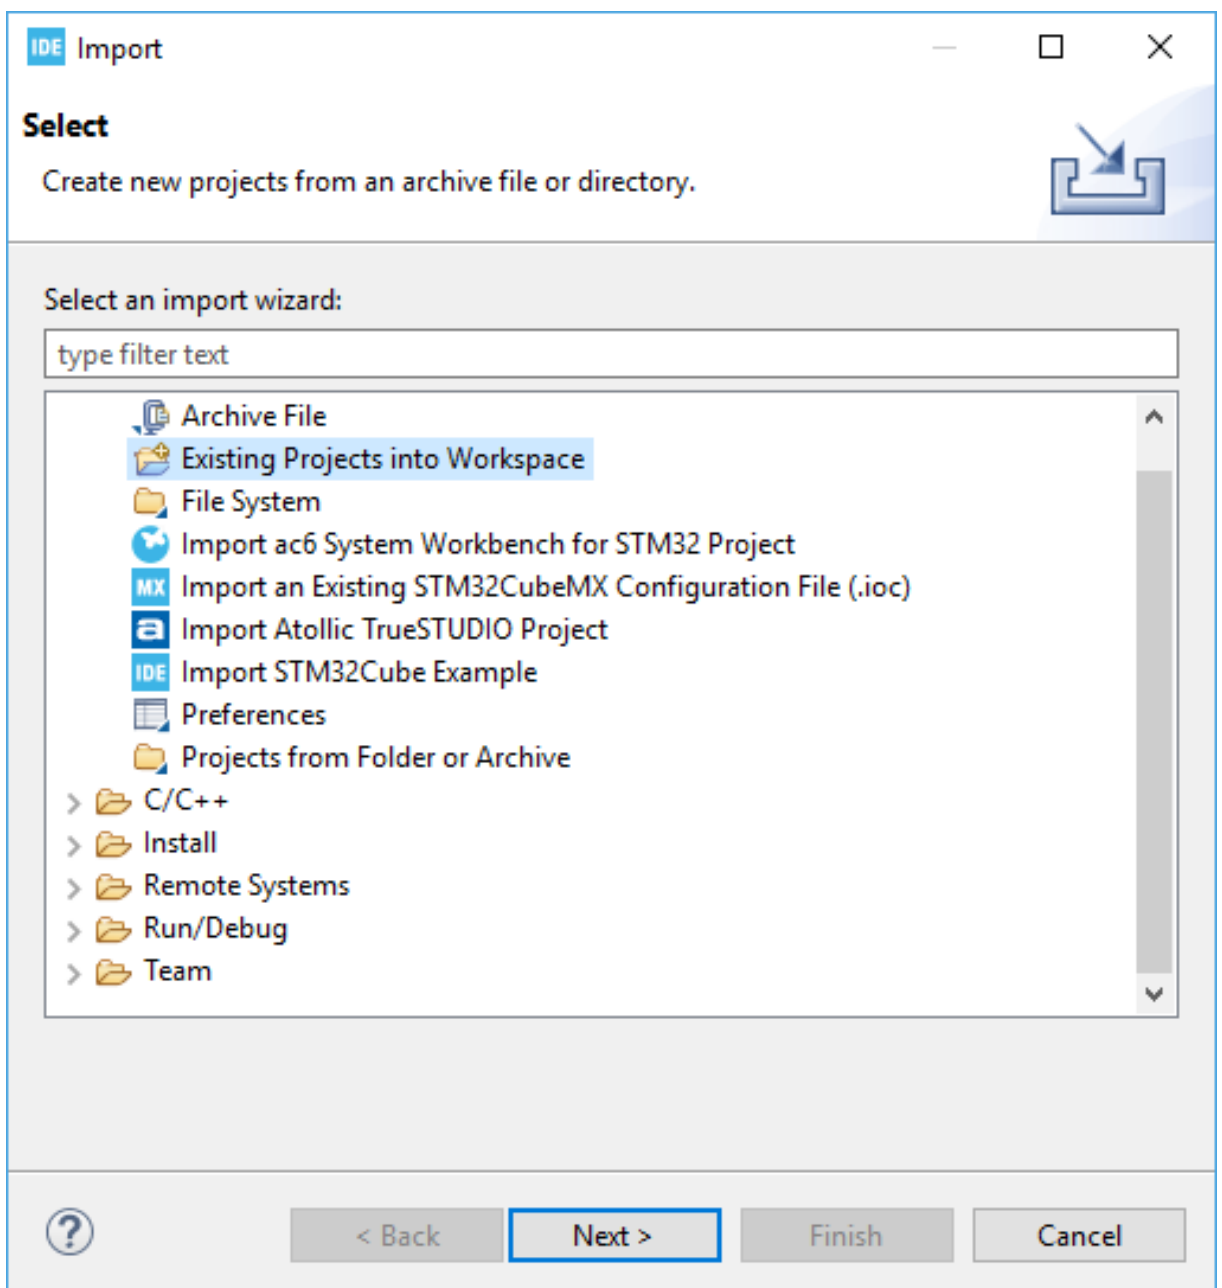 IDE Import
Select
Create new projects from an archive file or directory.
Select an import wizard:
type filter text
Archive File
Existing Projects into Workspace
File System
Import ac6 System Workbench for STM32 Project
MX Import an Existing STM32CubeMX Configuration File (.ioc)
a Import Atollic TrueSTUDIO Project
IDE Import STM32Cube Example
Preferences
Projects from Folder or Archive
C/C++
Install
Remote Systems
Run/Debug
Team
? < Back Next > Finish Cancel